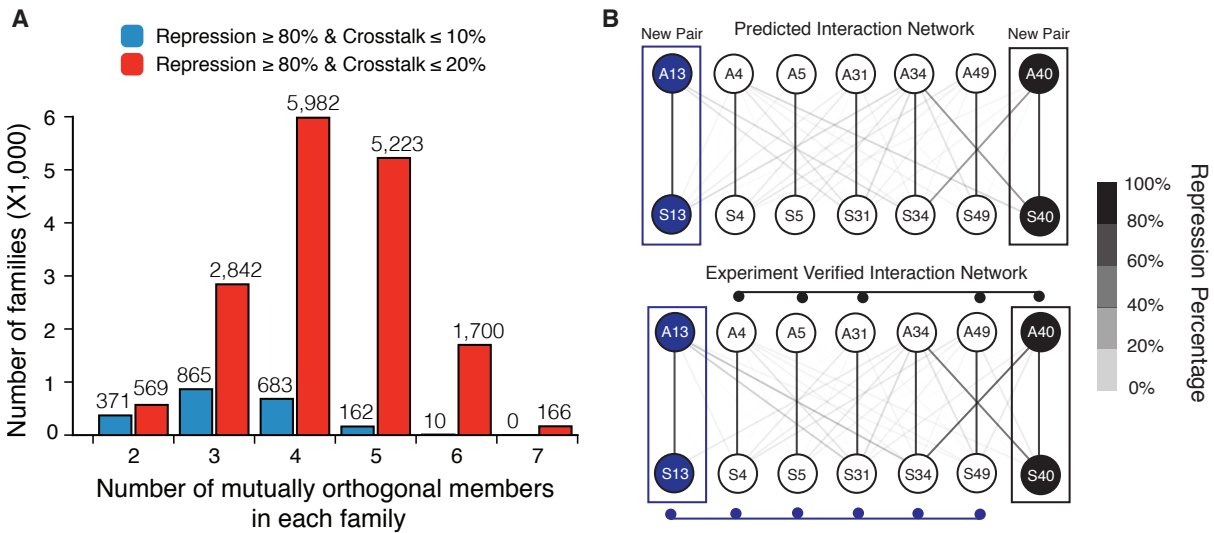 A
Repression ≥ 80% & Crosstalk ≤ 10%
Repression ≥ 80% & Crosstalk ≤ 20%
Number of families (X1,000)
6
5
4
3
2
1
0
371
569
865
2,842
683
5,982
162
5,223
10
1,700
0
166
2 3 4 5 6 7
Number of mutually orthogonal members
in each family
B
New Pair
Predicted Interaction Network
New Pair
A13 A4 A5 A31 A34 A49 A40
S13 S4 S5 S31 S34 S49 S40
Experiment Verified Interaction Network
A13 A4 A5 A31 A34 A49 A40
S13 S4 S5 S31 S34 S49 S40
100%
80%
60%
40%
20%
0%
Repression Percentage